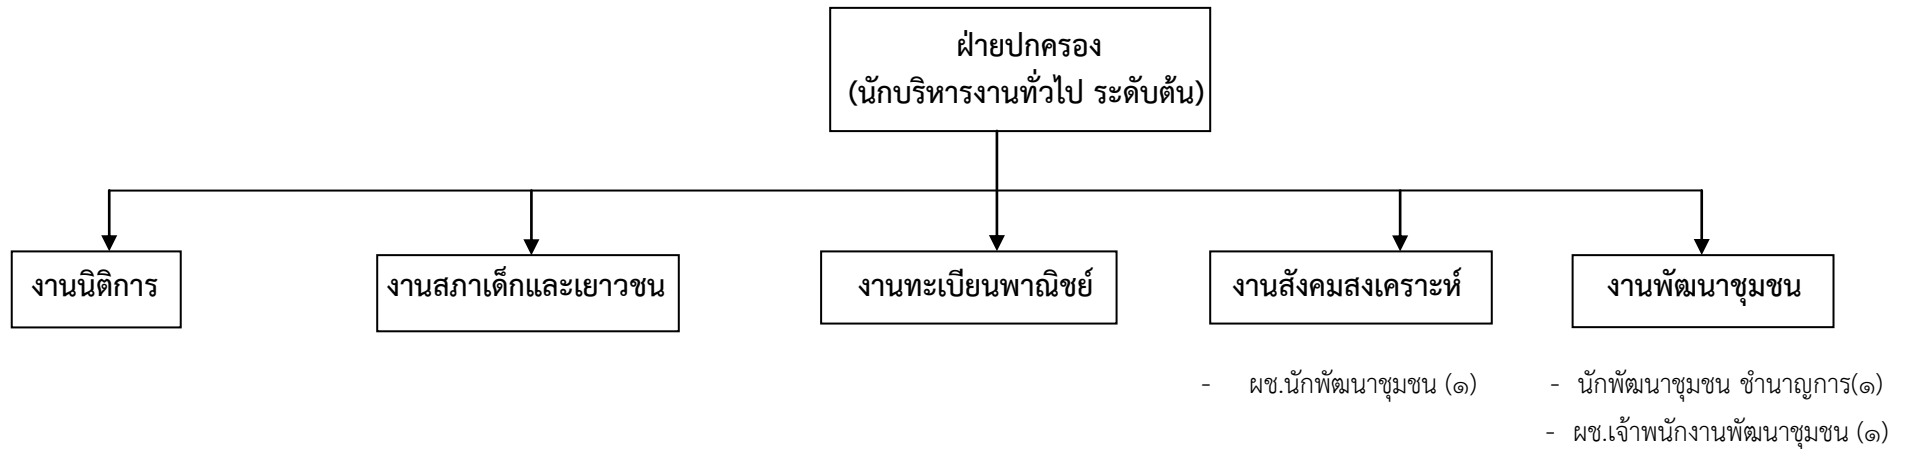 ฝ่ายปกครอง
(นักบริหารงานทั่วไป ระดับต้น)
งานนิติการ
งานสภาเด็กและเยาวชน
งานทะเบียนพาณิชย์
งานสังคมสงเคราะห์
งานพัฒนาชุมชน
- ผช.นักพัฒนาชุมชน (๑)
- นักพัฒนาชุมชน ชำนาญการ(๑)
- ผช.เจ้าพนักงานพัฒนาชุมชน (๑)